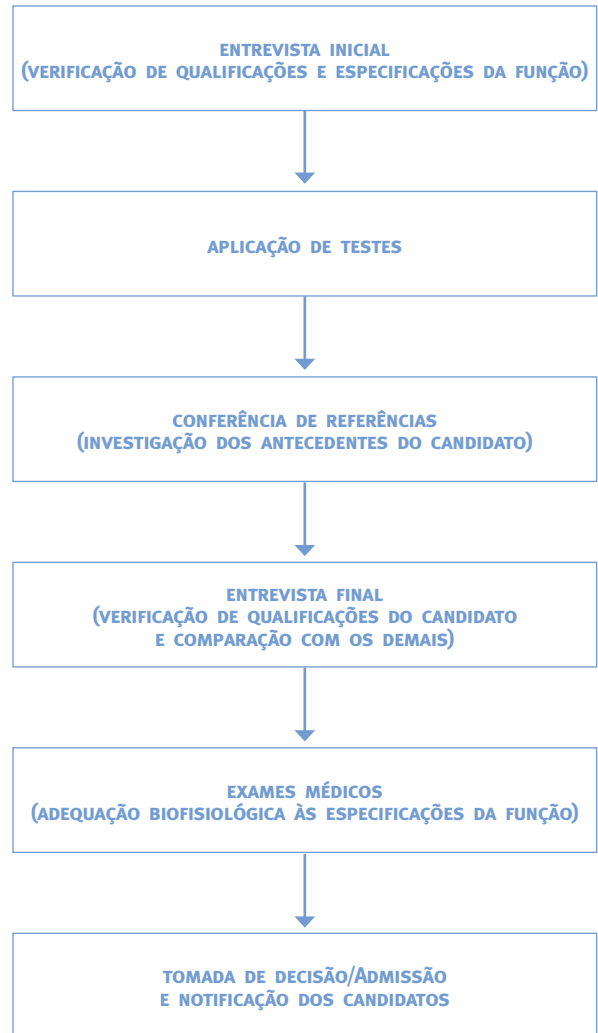 ENTREVISTA INICIAL
(VERIFICAÇÃO DE QUALIFICAÇÕES E ESPECIFICAÇÕES DA FUNÇÃO)
APLICAÇÃO DE TESTES
CONFERÊNCIA DE REFERÊNCIAS
(INVESTIGAÇÃO DOS ANTECEDENTES DO CANDIDATO)
ENTREVISTA FINAL
(VERIFICAÇÃO DE QUALIFICAÇÕES DO CANDIDATO
E COMPARAÇÃO COM OS DEMAIS)
EXAMES MÉDICOS
(ADEQUAÇÃO BIOFISIOLÓGICA ÀS ESPECIFICAÇÕES DA FUNÇÃO)
TOMADA DE DECISÃO/ADMISSÃO
E NOTIFICAÇÃO DOS CANDIDATOS